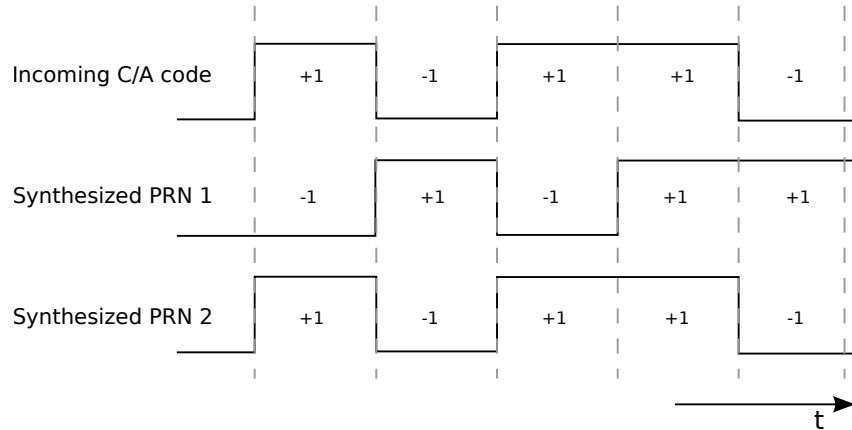 Incoming C/A code +1 -1 +1 +1 -1
Synthesized PRN 1 -1 +1 -1 +1 +1
Synthesized PRN 2 +1 -1 +1 +1 -1
t